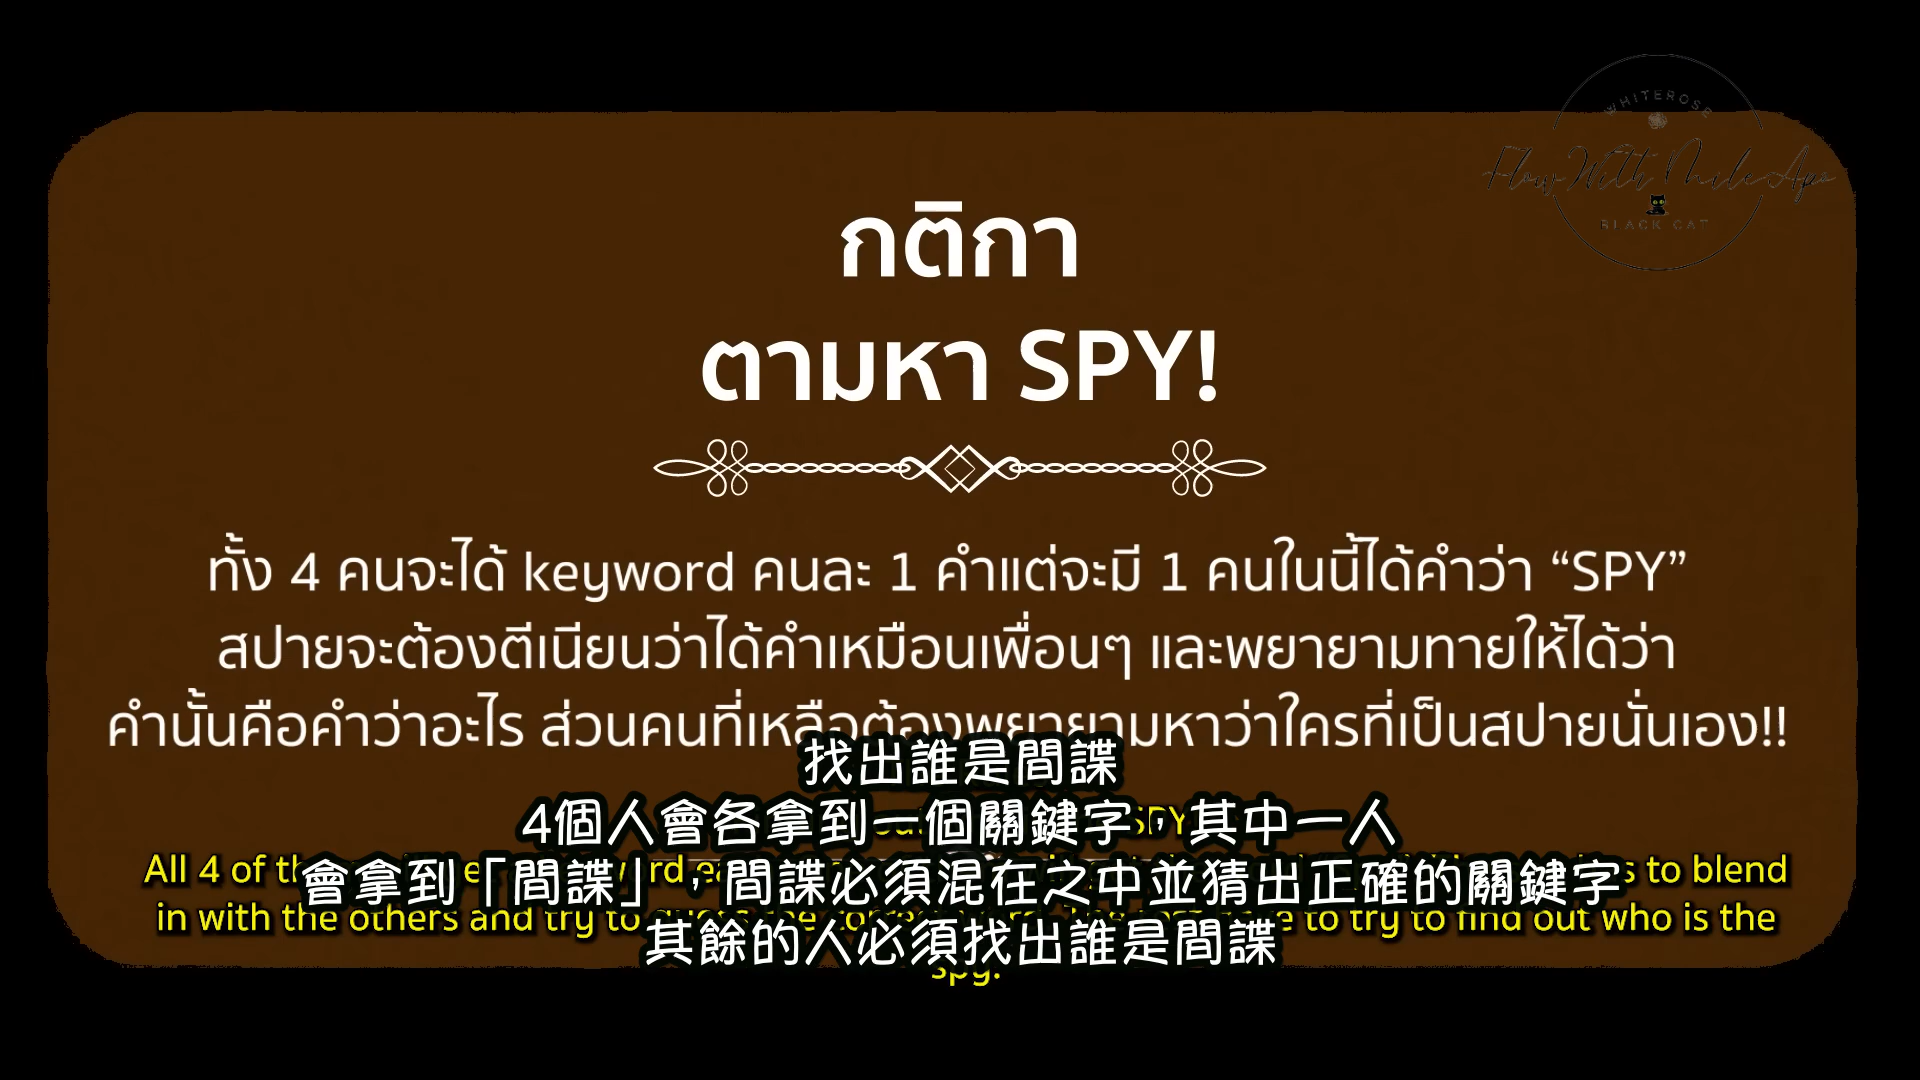 WHITEROSE
FlowWithMileApo
BLACK CAT
กติกา
ตามหา SPY!
ทั้ง 4 คนจะได้ keyword คนละ 1 คำแต่จะมี 1 คนในนี้ได้คำว่า “SPY”
สปายจะต้องตีเนียนว่าได้คำเหมือนเพื่อนๆ และพยายามทายให้ได้ว่า
คำนั้นคือคำว่าอะไร ส่วนคนที่เหลือต้องพยายามหาว่าใครที่เป็นสปายนั่นเอง!!
找出誰是間諜
4個人會各拿到一個關鍵字，其中一人
會拿到「間諜」，間諜必須混在之中並猜出正確的關鍵字
其餘的人必須找出誰是間諜
SPY
All 4 of to blend
in with the others and try to to try to find out who is the
spy.